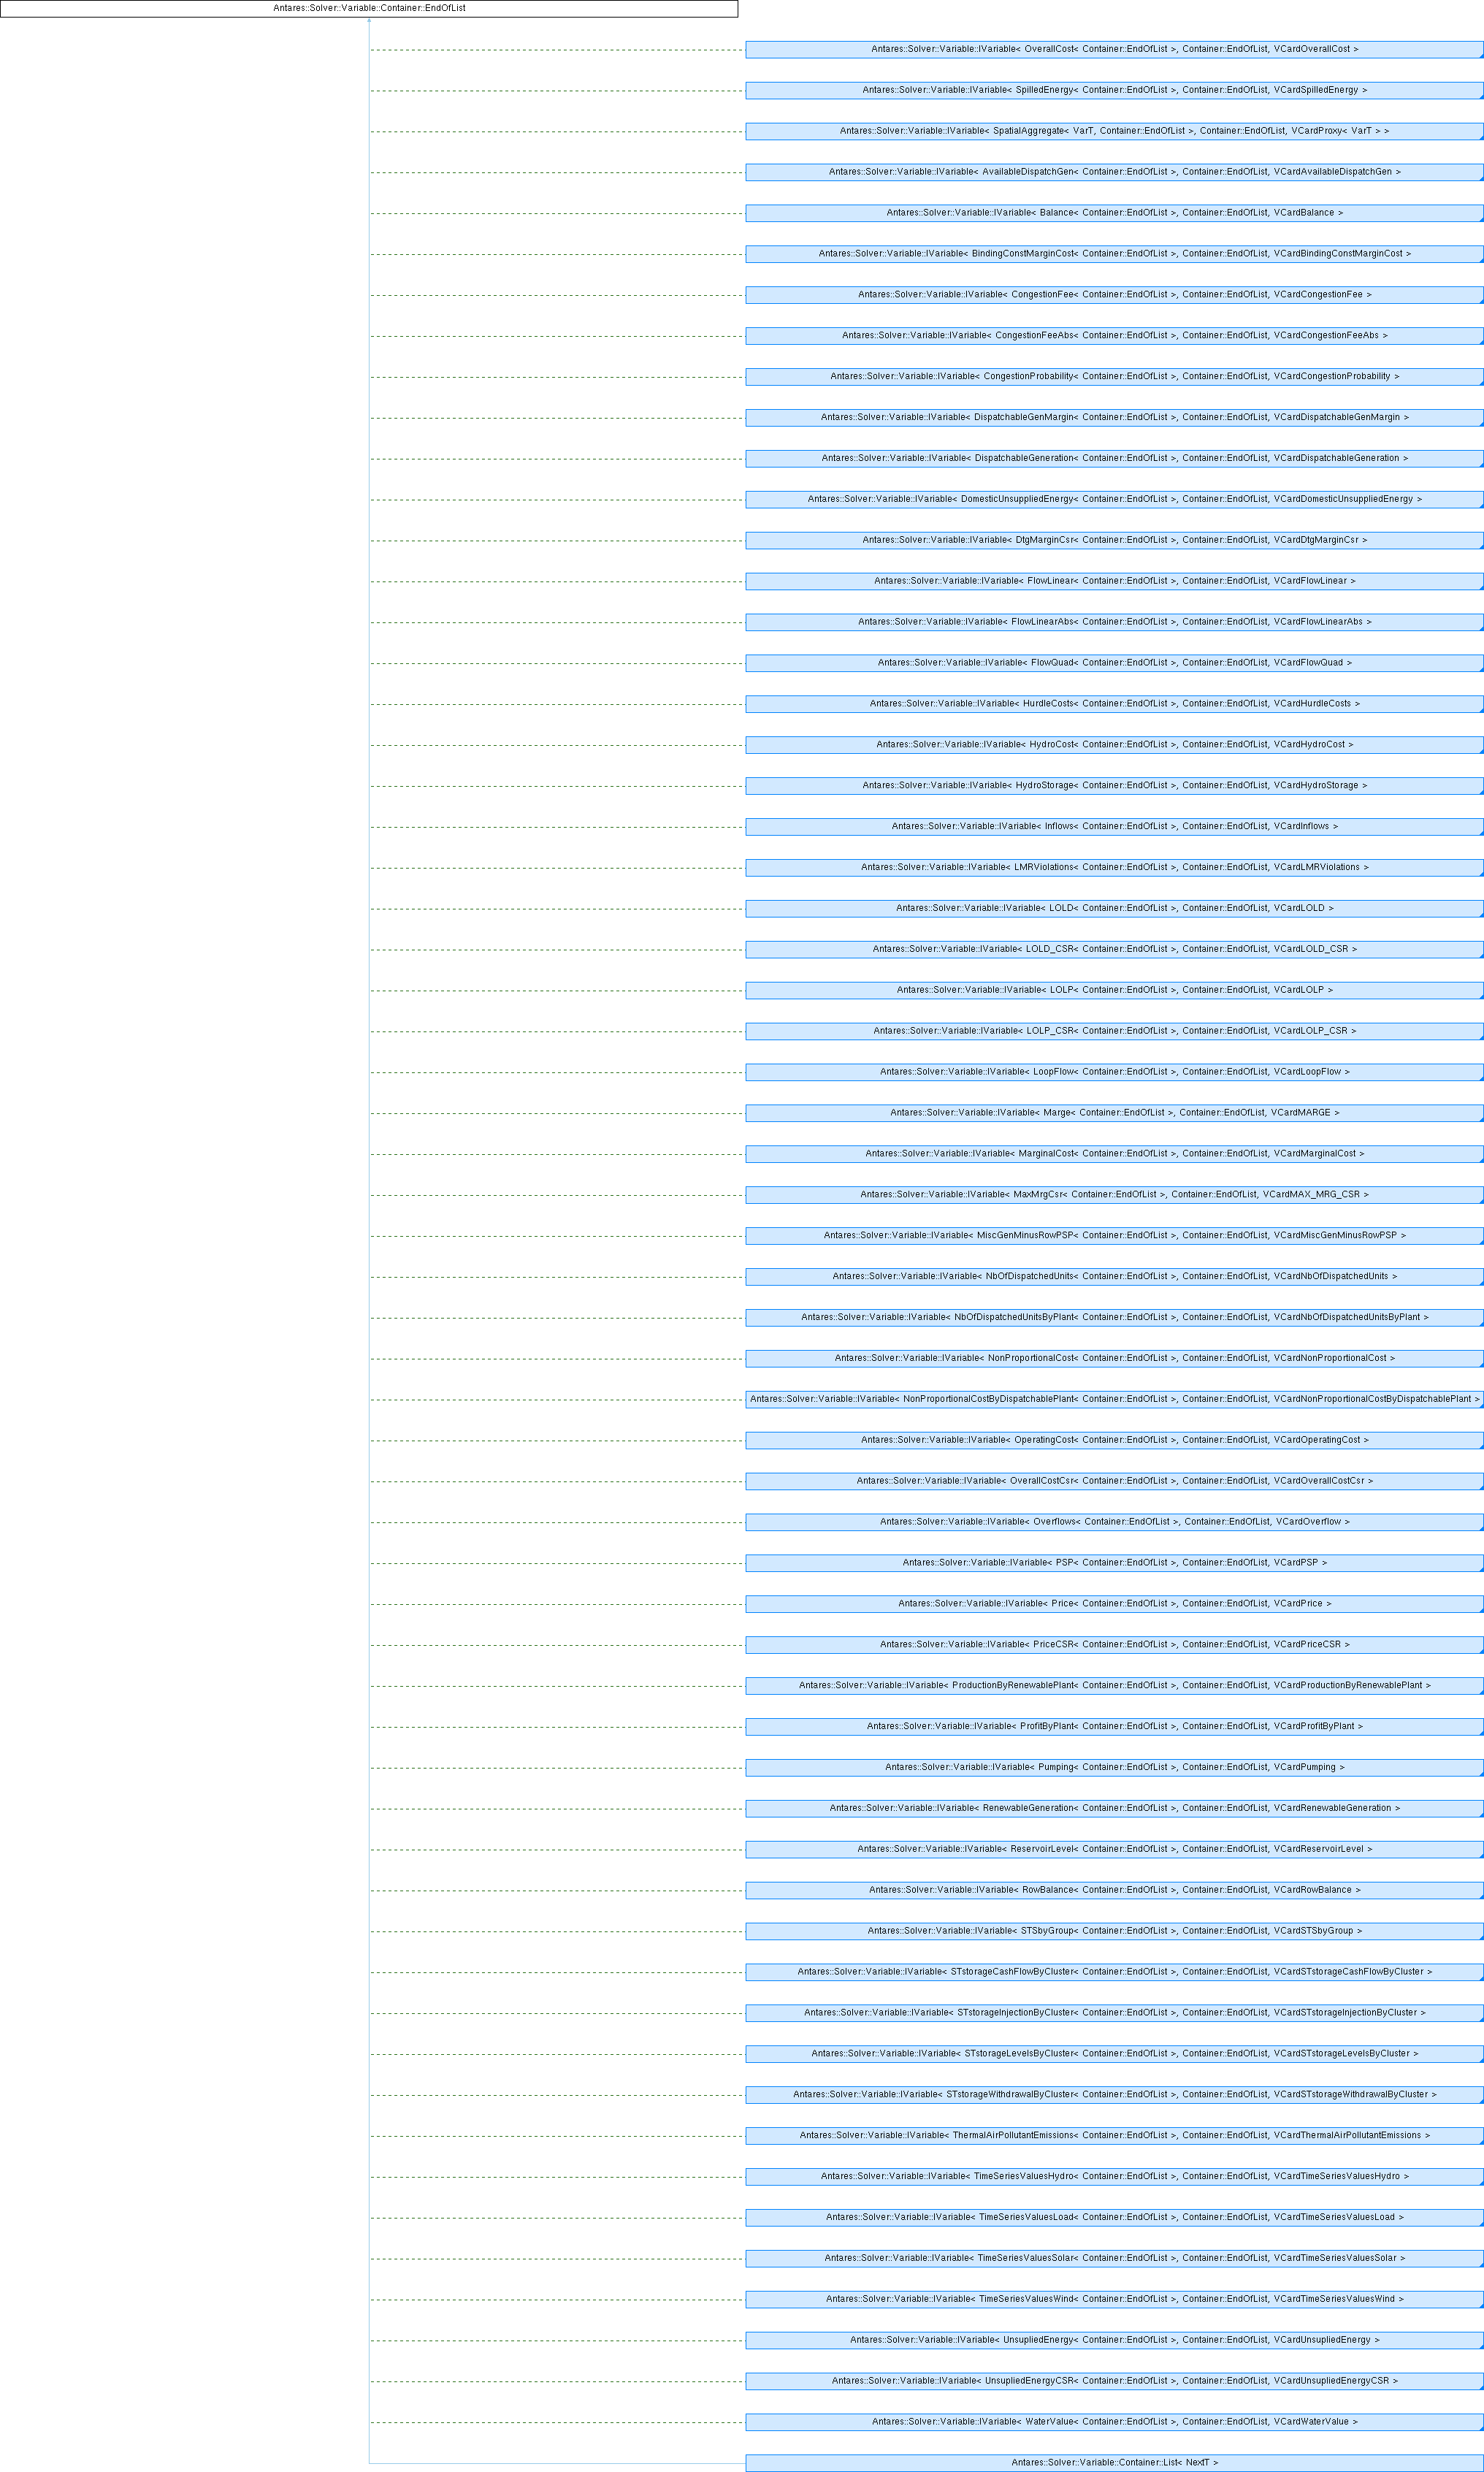 Antares::Solver::Variable::Container::EndOfList
Antares::Solver::Variable::IVariable< OverallCost< Container::EndOfList >, Container::EndOfList, VCardOverallCost >
Antares::Solver::Variable::IVariable< SpilledEnergy< Container::EndOfList >, Container::EndOfList, VCardSpilledEnergy >
Antares::Solver::Variable::IVariable< SpatialAggregate< VarT, Container::EndOfList >, Container::EndOfList, VCardProxy< VarT > >
Antares::Solver::Variable::IVariable< AvailableDispatchGen< Container::EndOfList >, Container::EndOfList, VCardAvailableDispatchGen >
Antares::Solver::Variable::IVariable< Balance< Container::EndOfList >, Container::EndOfList, VCardBalance >
Antares::Solver::Variable::IVariable< BindingConstMarginCost< Container::EndOfList >, Container::EndOfList, VCardBindingConstMarginCost >
Antares::Solver::Variable::IVariable< CongestionFee< Container::EndOfList >, Container::EndOfList, VCardCongestionFee >
Antares::Solver::Variable::IVariable< CongestionFeeAbs< Container::EndOfList >, Container::EndOfList, VCardCongestionFeeAbs >
Antares::Solver::Variable::IVariable< CongestionProbability< Container::EndOfList >, Container::EndOfList, VCardCongestionProbability >
Antares::Solver::Variable::IVariable< DispatchableGenMargin< Container::EndOfList >, Container::EndOfList, VCardDispatchableGenMargin >
Antares::Solver::Variable::IVariable< DispatchableGeneration< Container::EndOfList >, Container::EndOfList, VCardDispatchableGeneration >
Antares::Solver::Variable::IVariable< DomesticUnsuppliedEnergy< Container::EndOfList >, Container::EndOfList, VCardDomesticUnsuppliedEnergy >
Antares::Solver::Variable::IVariable< DtgMarginCsr< Container::EndOfList >, Container::EndOfList, VCardDtgMarginCsr >
Antares::Solver::Variable::IVariable< FlowLinear< Container::EndOfList >, Container::EndOfList, VCardFlowLinear >
Antares::Solver::Variable::IVariable< FlowLinearAbs< Container::EndOfList >, Container::EndOfList, VCardFlowLinearAbs >
Antares::Solver::Variable::IVariable< FlowQuad< Container::EndOfList >, Container::EndOfList, VCardFlowQuad >
Antares::Solver::Variable::IVariable< HurdleCosts< Container::EndOfList >, Container::EndOfList, VCardHurdleCosts >
Antares::Solver::Variable::IVariable< HydroCost< Container::EndOfList >, Container::EndOfList, VCardHydroCost >
Antares::Solver::Variable::IVariable< HydroStorage< Container::EndOfList >, Container::EndOfList, VCardHydroStorage >
Antares::Solver::Variable::IVariable< Inflows< Container::EndOfList >, Container::EndOfList, VCardInflows >
Antares::Solver::Variable::IVariable< LMRViolations< Container::EndOfList >, Container::EndOfList, VCardLMRViolations >
Antares::Solver::Variable::IVariable< LOLD< Container::EndOfList >, Container::EndOfList, VCardLOLD >
Antares::Solver::Variable::IVariable< LOLD_CSR< Container::EndOfList >, Container::EndOfList, VCardLOLD_CSR >
Antares::Solver::Variable::IVariable< LOLP< Container::EndOfList >, Container::EndOfList, VCardLOLP >
Antares::Solver::Variable::IVariable< LOLP_CSR< Container::EndOfList >, Container::EndOfList, VCardLOLP_CSR >
Antares::Solver::Variable::IVariable< LoopFlow< Container::EndOfList >, Container::EndOfList, VCardLoopFlow >
Antares::Solver::Variable::IVariable< Marge< Container::EndOfList >, Container::EndOfList, VCardMARGE >
Antares::Solver::Variable::IVariable< MarginalCost< Container::EndOfList >, Container::EndOfList, VCardMarginalCost >
Antares::Solver::Variable::IVariable< MaxMrgCsr< Container::EndOfList >, Container::EndOfList, VCardMAX_MRG_CSR >
Antares::Solver::Variable::IVariable< MiscGenMinusRowPSP< Container::EndOfList >, Container::EndOfList, VCardMiscGenMinusRowPSP >
Antares::Solver::Variable::IVariable< NbOfDispatchedUnits< Container::EndOfList >, Container::EndOfList, VCardNbOfDispatchedUnits >
Antares::Solver::Variable::IVariable< NbOfDispatchedUnitsByPlant< Container::EndOfList >, Container::EndOfList, VCardNbOfDispatchedUnitsByPlant >
Antares::Solver::Variable::IVariable< NonProportionalCost< Container::EndOfList >, Container::EndOfList, VCardNonProportionalCost >
Antares::Solver::Variable::IVariable< NonProportionalCostByDispatchablePlant< Container::EndOfList >, Container::EndOfList, VCardNonProportionalCostByDispatchablePlant >
Antares::Solver::Variable::IVariable< OperatingCost< Container::EndOfList >, Container::EndOfList, VCardOperatingCost >
Antares::Solver::Variable::IVariable< OverallCostCsr< Container::EndOfList >, Container::EndOfList, VCardOverallCostCsr >
Antares::Solver::Variable::IVariable< Overflows< Container::EndOfList >, Container::EndOfList, VCardOverflow >
Antares::Solver::Variable::IVariable< PSP< Container::EndOfList >, Container::EndOfList, VCardPSP >
Antares::Solver::Variable::IVariable< Price< Container::EndOfList >, Container::EndOfList, VCardPrice >
Antares::Solver::Variable::IVariable< PriceCSR< Container::EndOfList >, Container::EndOfList, VCardPriceCSR >
Antares::Solver::Variable::IVariable< ProductionByRenewablePlant< Container::EndOfList >, Container::EndOfList, VCardProductionByRenewablePlant >
Antares::Solver::Variable::IVariable< ProfitByPlant< Container::EndOfList >, Container::EndOfList, VCardProfitByPlant >
Antares::Solver::Variable::IVariable< Pumping< Container::EndOfList >, Container::EndOfList, VCardPumping >
Antares::Solver::Variable::IVariable< RenewableGeneration< Container::EndOfList >, Container::EndOfList, VCardRenewableGeneration >
Antares::Solver::Variable::IVariable< ReservoirLevel< Container::EndOfList >, Container::EndOfList, VCardReservoirLevel >
Antares::Solver::Variable::IVariable< RowBalance< Container::EndOfList >, Container::EndOfList, VCardRowBalance >
Antares::Solver::Variable::IVariable< STSbyGroup< Container::EndOfList >, Container::EndOfList, VCardSTSbyGroup >
Antares::Solver::Variable::IVariable< STstorageCashFlowByCluster< Container::EndOfList >, Container::EndOfList, VCardSTstorageCashFlowByCluster >
Antares::Solver::Variable::IVariable< STstorageInjectionByCluster< Container::EndOfList >, Container::EndOfList, VCardSTstorageInjectionByCluster >
Antares::Solver::Variable::IVariable< STstorageLevelsByCluster< Container::EndOfList >, Container::EndOfList, VCardSTstorageLevelsByCluster >
Antares::Solver::Variable::IVariable< STstorageWithdrawalByCluster< Container::EndOfList >, Container::EndOfList, VCardSTstorageWithdrawalByCluster >
Antares::Solver::Variable::IVariable< ThermalAirPollutantEmissions< Container::EndOfList >, Container::EndOfList, VCardThermalAirPollutantEmissions >
Antares::Solver::Variable::IVariable< TimeSeriesValuesHydro< Container::EndOfList >, Container::EndOfList, VCardTimeSeriesValuesHydro >
Antares::Solver::Variable::IVariable< TimeSeriesValuesLoad< Container::EndOfList >, Container::EndOfList, VCardTimeSeriesValuesLoad >
Antares::Solver::Variable::IVariable< TimeSeriesValuesSolar< Container::EndOfList >, Container::EndOfList, VCardTimeSeriesValuesSolar >
Antares::Solver::Variable::IVariable< TimeSeriesValuesWind< Container::EndOfList >, Container::EndOfList, VCardTimeSeriesValuesWind >
Antares::Solver::Variable::IVariable< UnsupliedEnergy< Container::EndOfList >, Container::EndOfList, VCardUnsupliedEnergy >
Antares::Solver::Variable::IVariable< UnsupliedEnergyCSR< Container::EndOfList >, Container::EndOfList, VCardUnsupliedEnergyCSR >
Antares::Solver::Variable::IVariable< WaterValue< Container::EndOfList >, Container::EndOfList, VCardWaterValue >
Antares::Solver::Variable::Container::List< NextT >